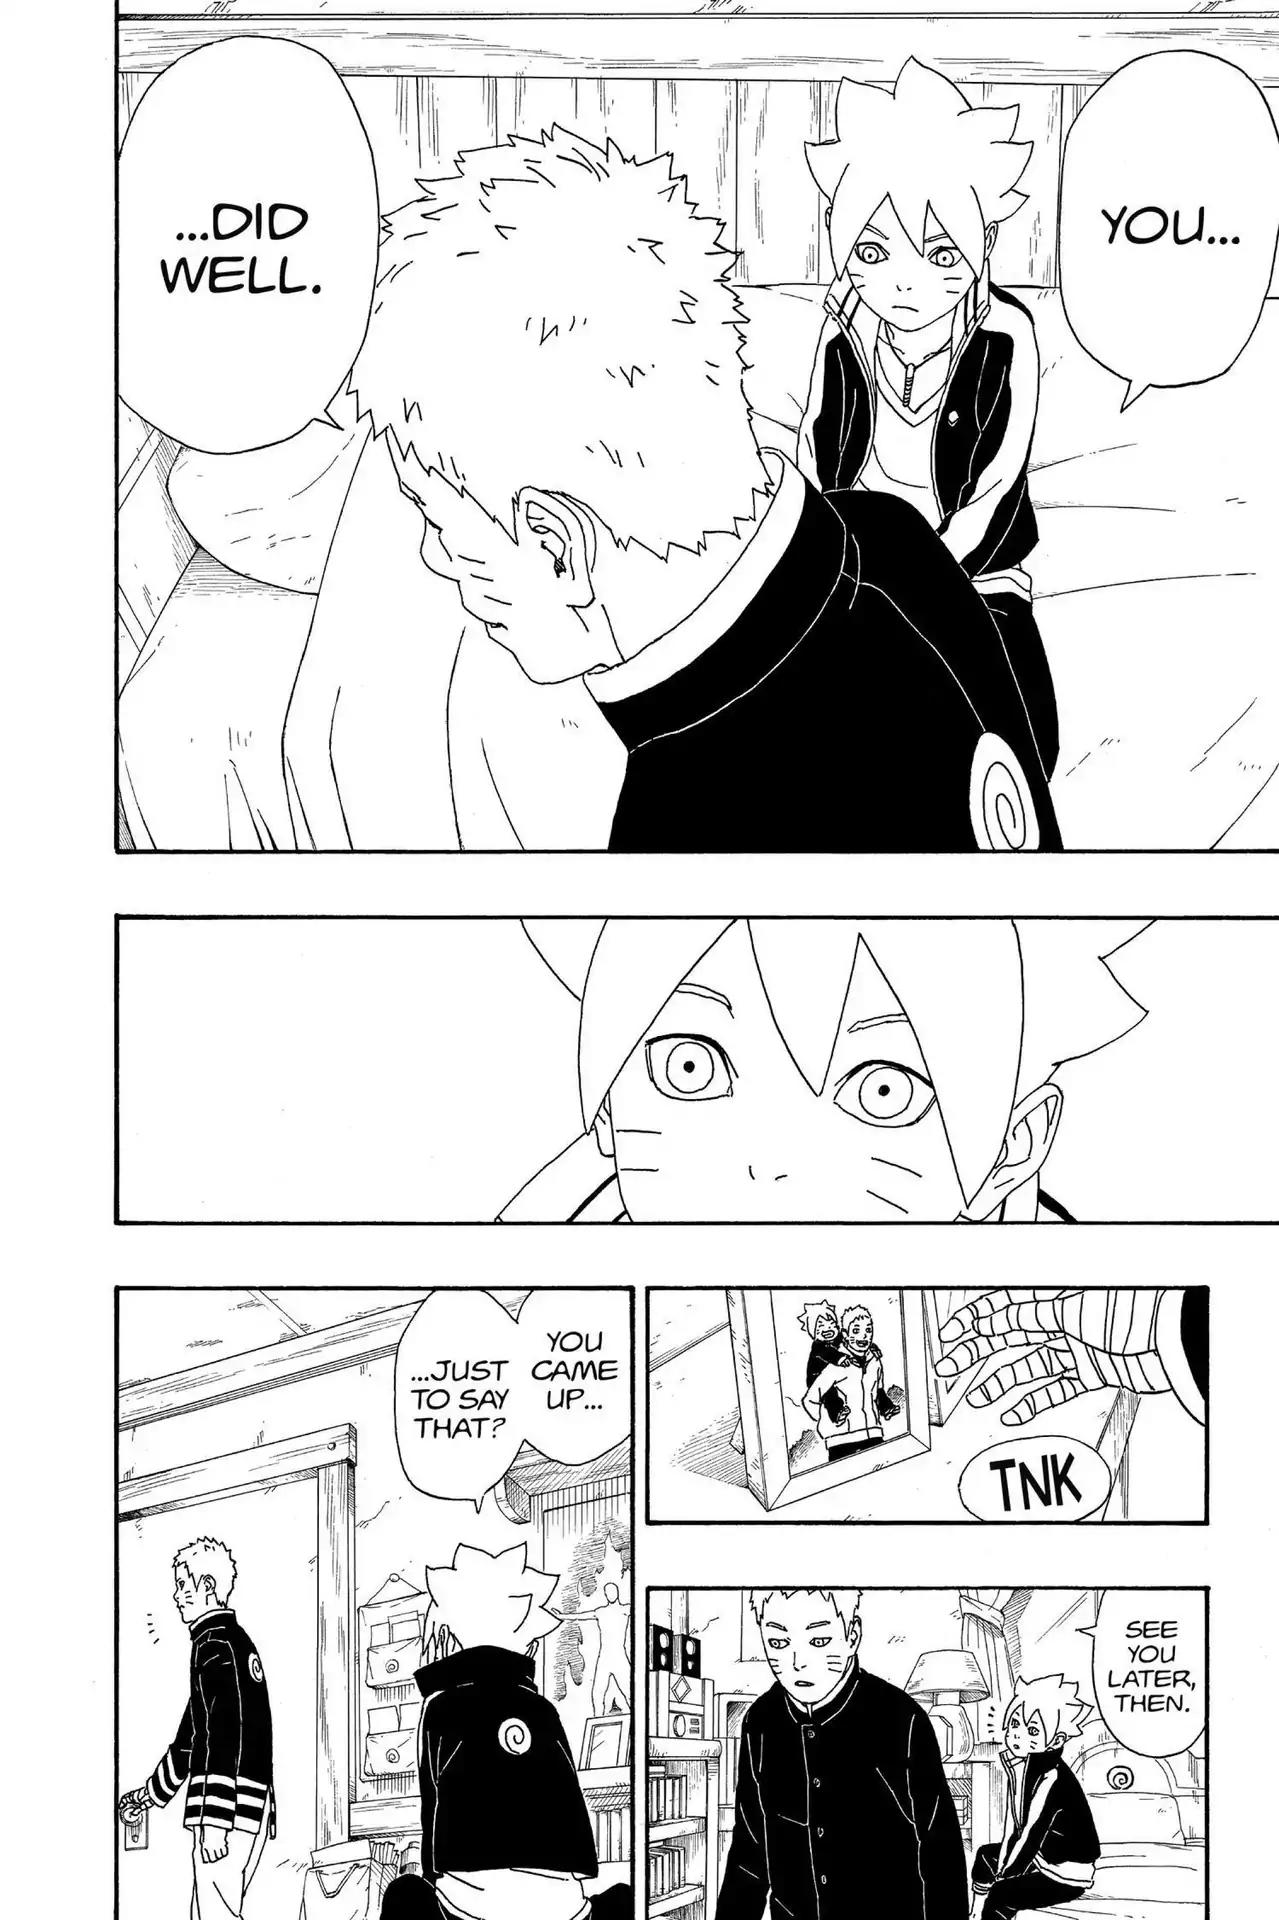 YOU...
...DID
WELL.
TNK
SEE
YOU
LATER,
THEN.
YOU
CAME
UP...
...JUST
TO SAY
THAT?